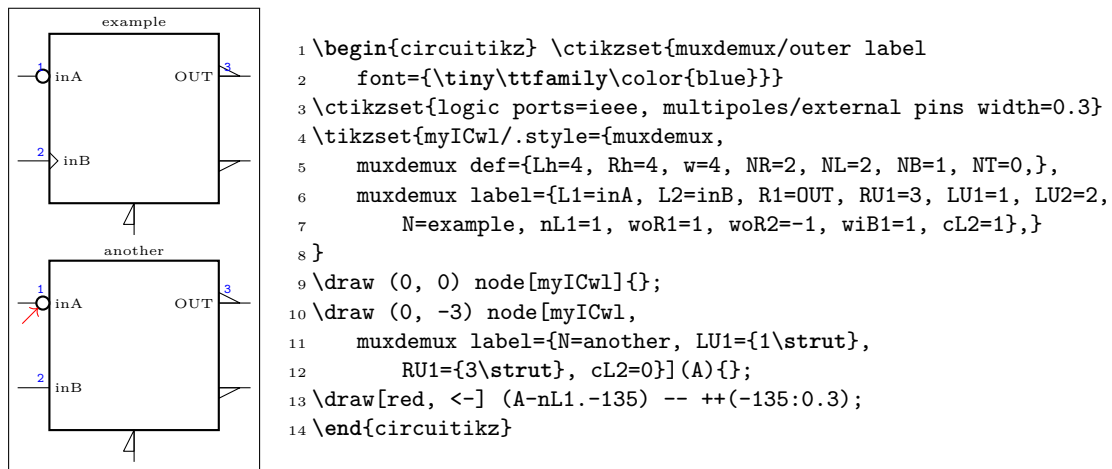 example
1
inA
OUT
3
2
inB
another
1
inA
OUT
3
2
inB
1 \begin{circuitikz} \ctikzset{muxdemux/outer label
2 font={\tiny\ttfamily\color{blue}}}
3 \ctikzset{logic ports=ieee, multipoles/external pins width=0.3}
4 \tikzset{myICwl/.style={muxdemux,
5 muxdemux def={Lh=4, Rh=4, w=4, NR=2, NL=2, NB=1, NT=0,},
6 muxdemux label={L1=inA, L2=inB, R1=OUT, RU1=3, LU1=1, LU2=2,
7 N=example, nL1=1, woR1=1, woR2=-1, wiB1=1, cL2=1},}
8 }
9 \draw (0, 0) node[myICwl]{};
10 \draw (0, -3) node[myICwl,
11 muxdemux label={N=another, LU1={1\strut},
12 RU1={3\strut}, cL2=0}](A){};
13 \draw[red, <-] (A-nL1.-135) -- ++(-135:0.3);
14 \end{circuitikz}